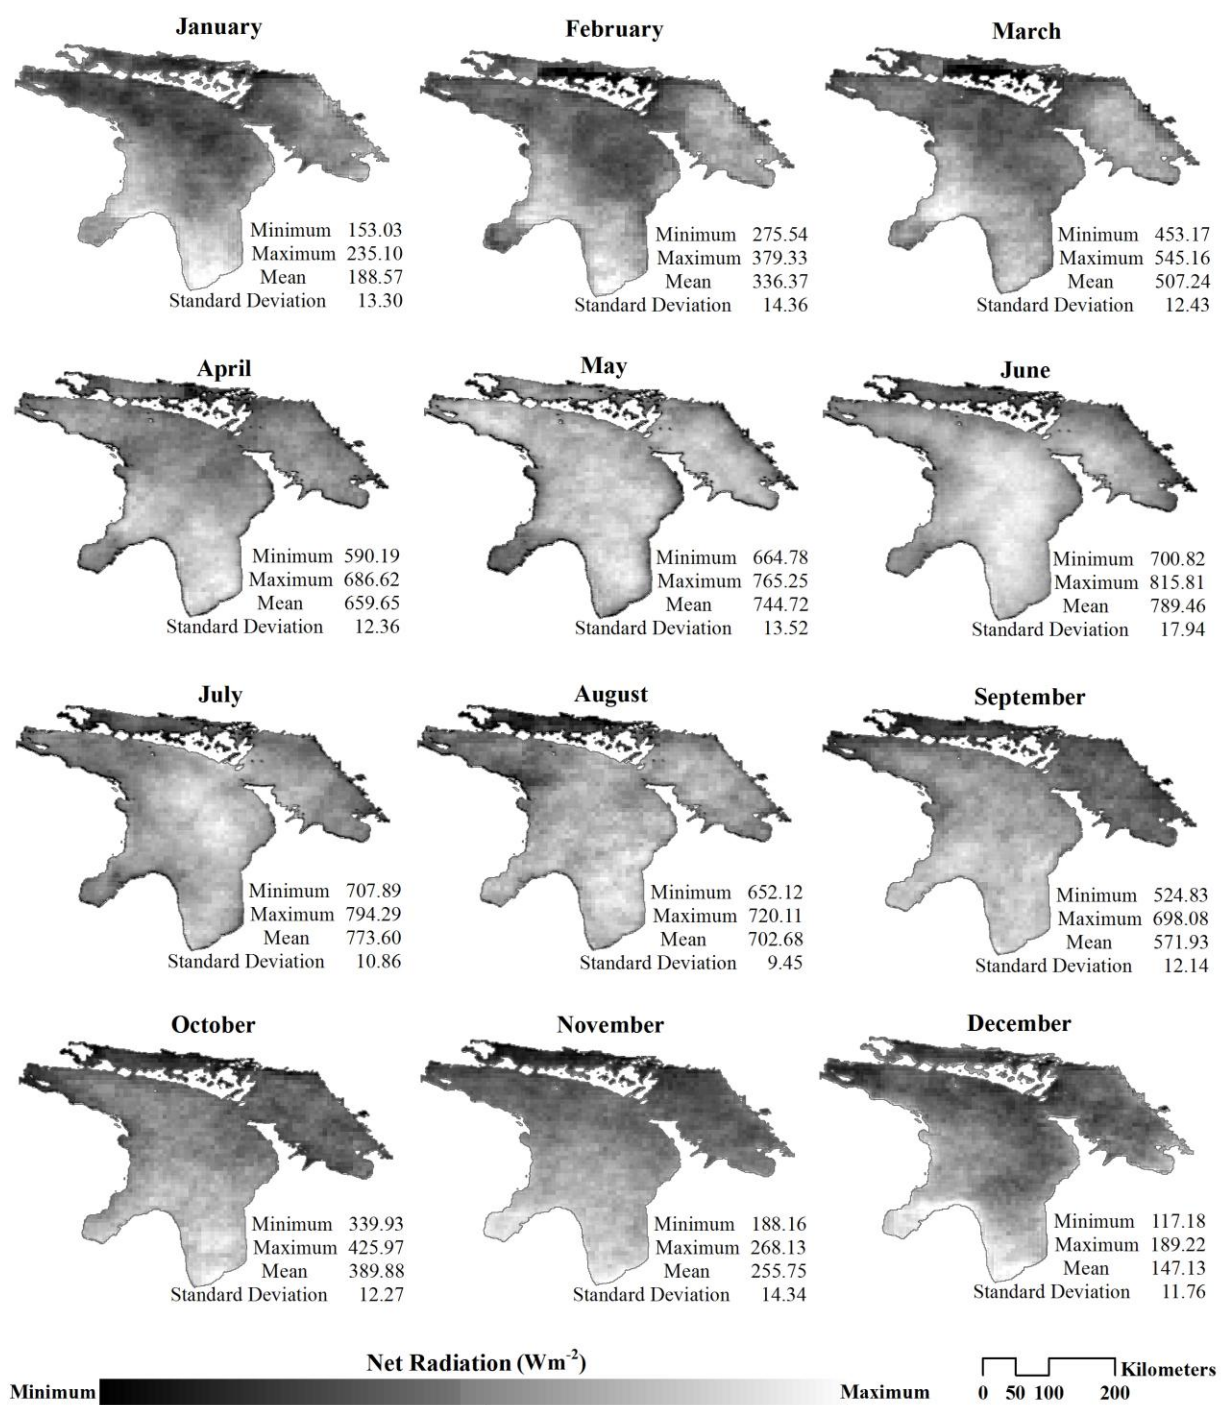 January
February
March
Minimum 153.03
Maximum 235.10
Mean 188.57
Standard Deviation 13.30
Minimum 275.54
Maximum 379.33
Mean 336.37
Standard Deviation 14.36
Minimum 453.17
Maximum 545.16
Mean 507.24
Standard Deviation 12.43
April
May
June
Minimum 590.19
Maximum 686.62
Mean 659.65
Standard Deviation 12.36
Minimum 664.78
Maximum 765.25
Mean 744.72
Standard Deviation 13.52
Minimum 700.82
Maximum 815.81
Mean 789.46
Standard Deviation 17.94
July
August
September
Minimum 707.89
Maximum 794.29
Mean 773.60
Standard Deviation 10.86
Minimum 652.12
Maximum 720.11
Mean 702.68
Standard Deviation 9.45
Minimum 524.83
Maximum 698.08
Mean 571.93
Standard Deviation 12.14
October
November
December
Minimum 339.93
Maximum 425.97
Mean 389.88
Standard Deviation 12.27
Minimum 188.16
Maximum 268.13
Mean 255.75
Standard Deviation 14.34
Minimum 117.18
Maximum 189.22
Mean 147.13
Standard Deviation 11.76
Net Radiation (Wm⁻²)
Minimum
Maximum
Kilometers
0 50 100 200